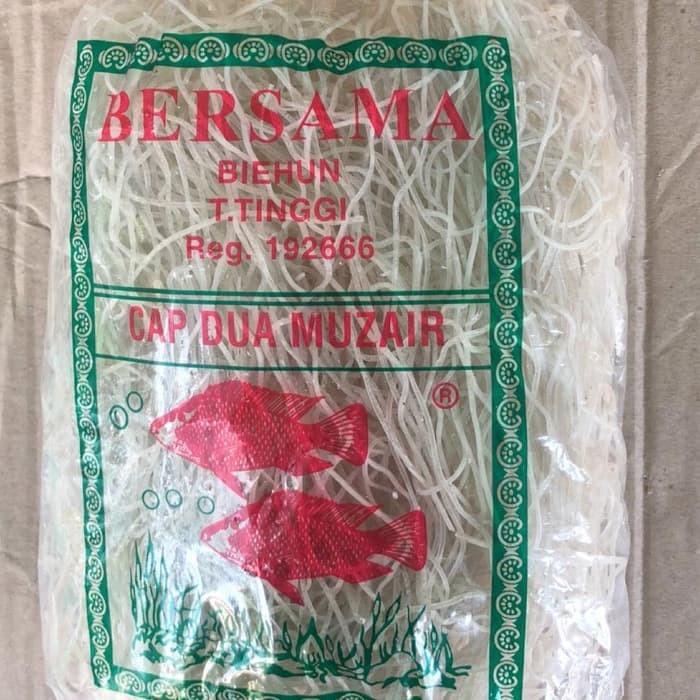 BERSAMA
BIEHUN
T.TINGGI
Reg. 192666
CAP DUA MUZAIR
®